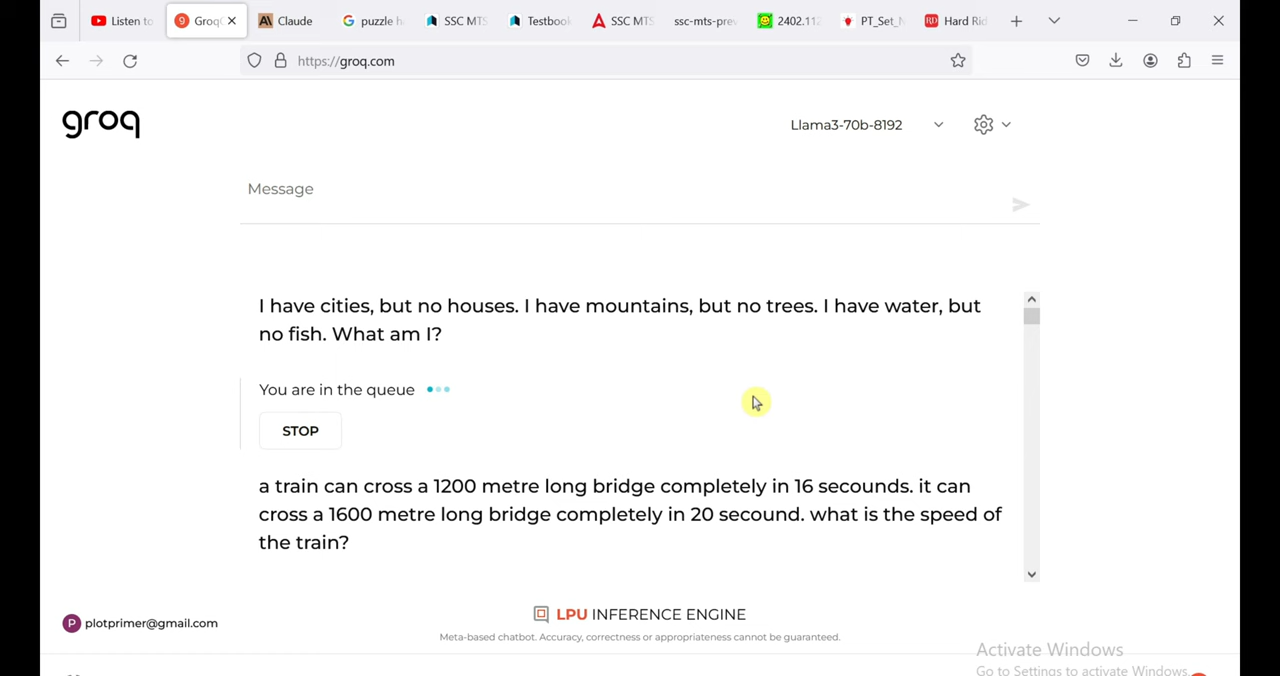 Listen to
Groq
Claude
puzzle h
SSC MTS
Testbook
SSC MTS
ssc-mts-prev
2402.112
PT_Set_N
Hard Rid
https://groq.com
groq
Llama3-70b-8192
Message
I have cities, but no houses. I have mountains, but no trees. I have water, but
no fish. What am I?
You are in the queue
STOP
a train can cross a 1200 metre long bridge completely in 16 secounds. it can
cross a 1600 metre long bridge completely in 20 secound. what is the speed of
the train?
LPU INFERENCE ENGINE
P plotprimer@gmail.com
Meta-based chatbot. Accuracy, correctness or appropriateness cannot be guaranteed.
Activate Windows
Go to Settings to activate Windows.